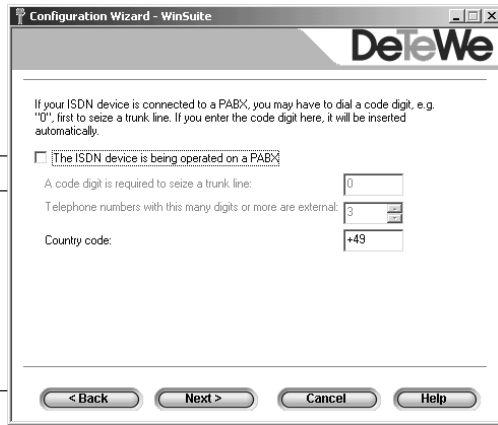 Configuration Wizard - WinSuite
DeTeWe
If your ISDN device is connected to a PABX, you may have to dial a code digit, e.g.
"0", first to seize a trunk line. If you enter the code digit here, it will be inserted
automatically.
The ISDN device is being operated on a PABX
A code digit is required to seize a trunk line: 0
Telephone numbers with this many digits or more are external: 3
Country code: +49
< Back Next > Cancel Help